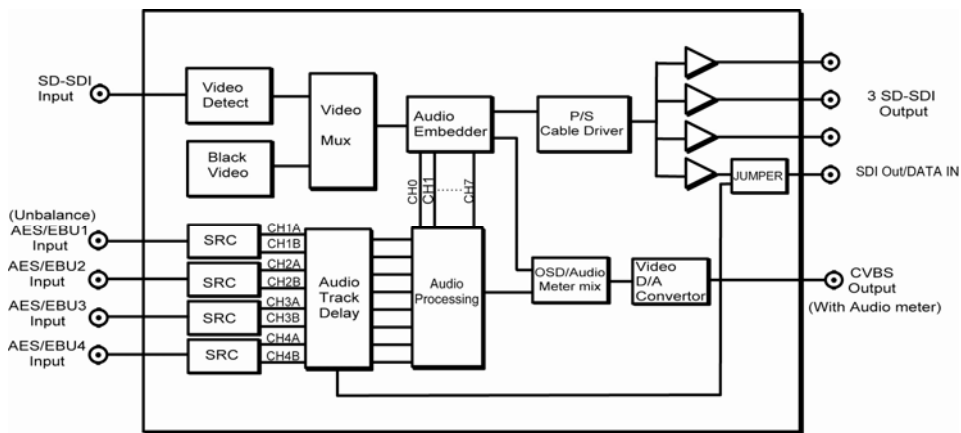 SD-SDI
Input
Video
Detect
Black
Video
Video
Mux
Audio
Embedder
P/S
Cable Driver
3 SD-SDI
Output
JUMPER
SDI Out/DATA IN
CH0
CH1
CH7
(Unbalance)
AES/EBU1
Input
AES/EBU2
Input
AES/EBU3
Input
AES/EBU4
Input
SRC
SRC
SRC
SRC
CH1A
CH1B
CH2A
CH2B
CH3A
CH3B
CH4A
CH4B
Audio
Track
Delay
Audio
Processing
OSD/Audio
Meter mix
Video
D/A
Convertor
CVBS
Output
(With Audio meter)